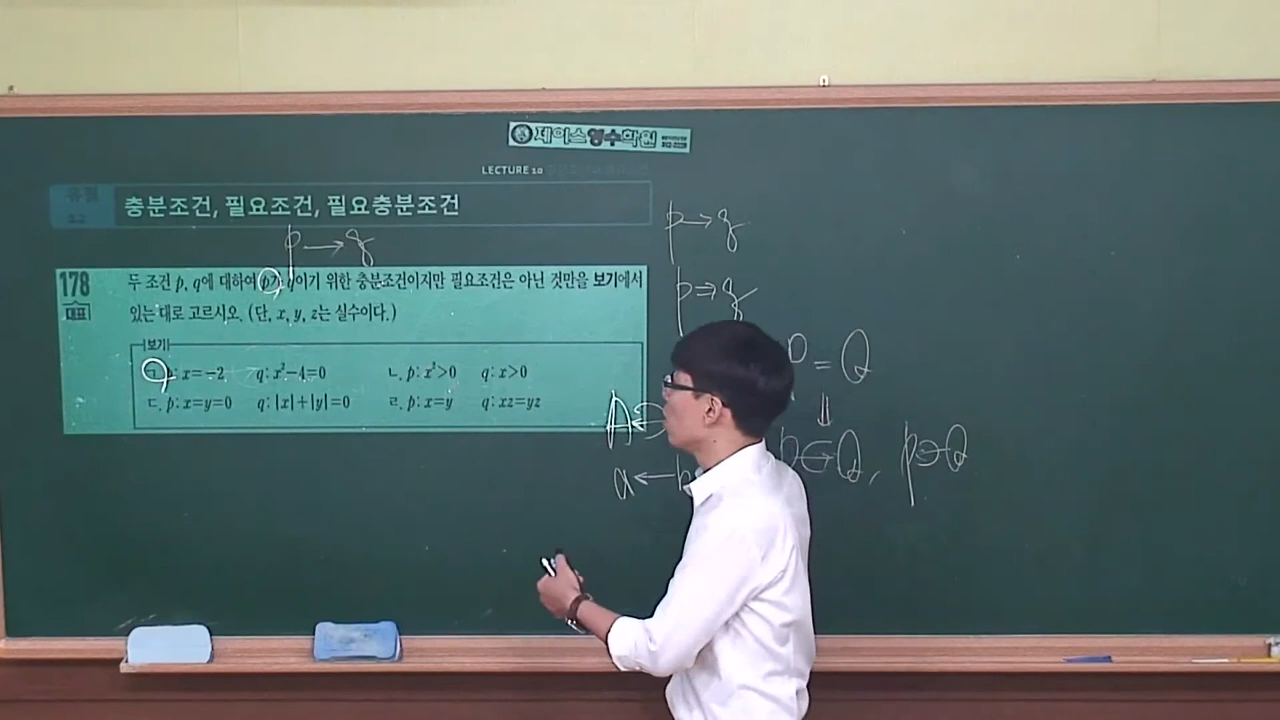 제이스영수학원
LECTURE 10
유형
충분조건, 필요조건, 필요충분조건
p → q
178
대표
두 조건 p, q에 대하여 p가 q이기 위한 충분조건이지만 필요조건은 아닌 것만을 보기에서
있는 대로 고르시오. (단, x, y, z는 실수이다.)
보기
ㄱ. p: x=-2 q: x²-4=0 ㄴ. p: x²>0 q: x>0
ㄷ. p: x=y=0 q: |x|+|y|=0 ㄹ. p: x=y q: xz=yz
p → q
p ⇒ q
P = Q
⇓
P ⊂ Q, P ⊃ Q
A
a ← b